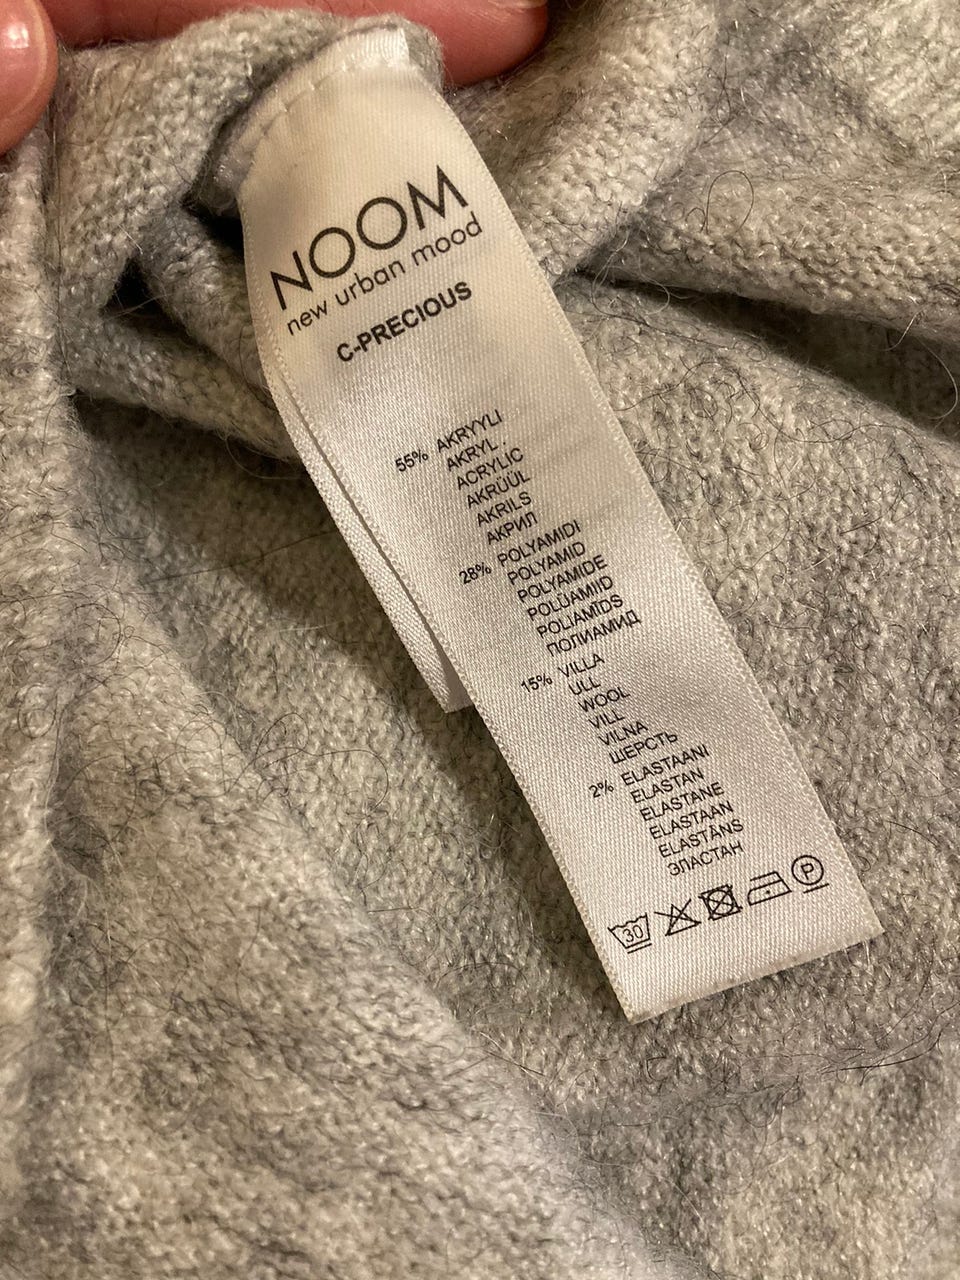 NOOM
new urban mood
C-PRECIOUS
55% AKRYYLI
AKRYL
ACRYLIC
AKRÜÜL
AKRILS
АКРИЛ
28% POLYAMIDI
POLYAMID
POLYAMIDE
POLÜAMIID
POLIAMĪDS
ПОЛИАМИД
15% VILLA
ULL
WOOL
VILL
VILNA
ШЕРСТЬ
2% ELASTAANI
ELASTAN
ELASTANE
ELASTAAN
ELASTĀNS
ЭЛАСТАН
30 P